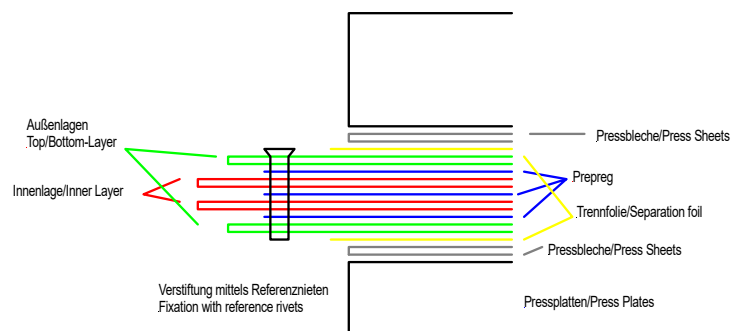 Außenlagen
Top/Bottom-Layer
Pressbleche/Press Sheets
Innenlage/Inner Layer
Prepreg
Trennfolie/Separation foil
Pressbleche/Press Sheets
Verstiftung mittels Referenznieten
Fixation with reference rivets
Pressplatten/Press Plates